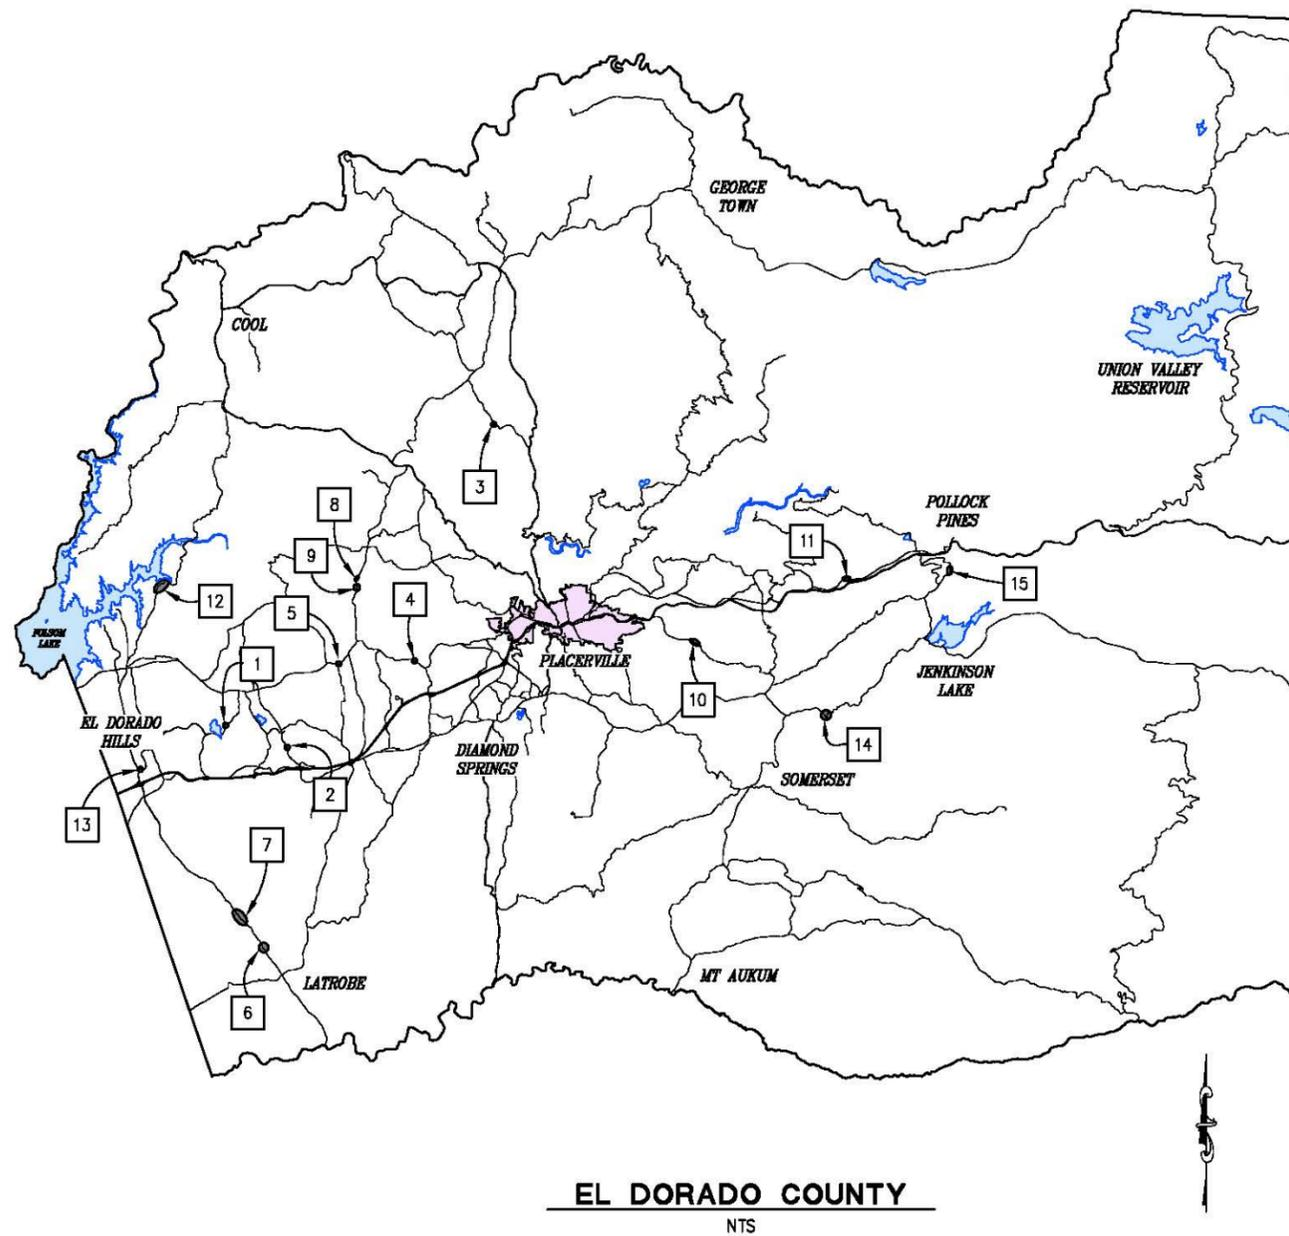 GEORGE
TOWN
COOL
UNION VALLEY
RESERVOIR
3
8
POLLOCK
PINES
9
11
5
4
15
12
FOLSOM
LAKE
1
PLACERVILLE
JENKINSON
LAKE
10
EL DORADO
HILLS
14
DIAMOND
SPRINGS
SOMERSET
2
13
7
MT AUKUM
LATROBE
6
EL DORADO COUNTY
NTS